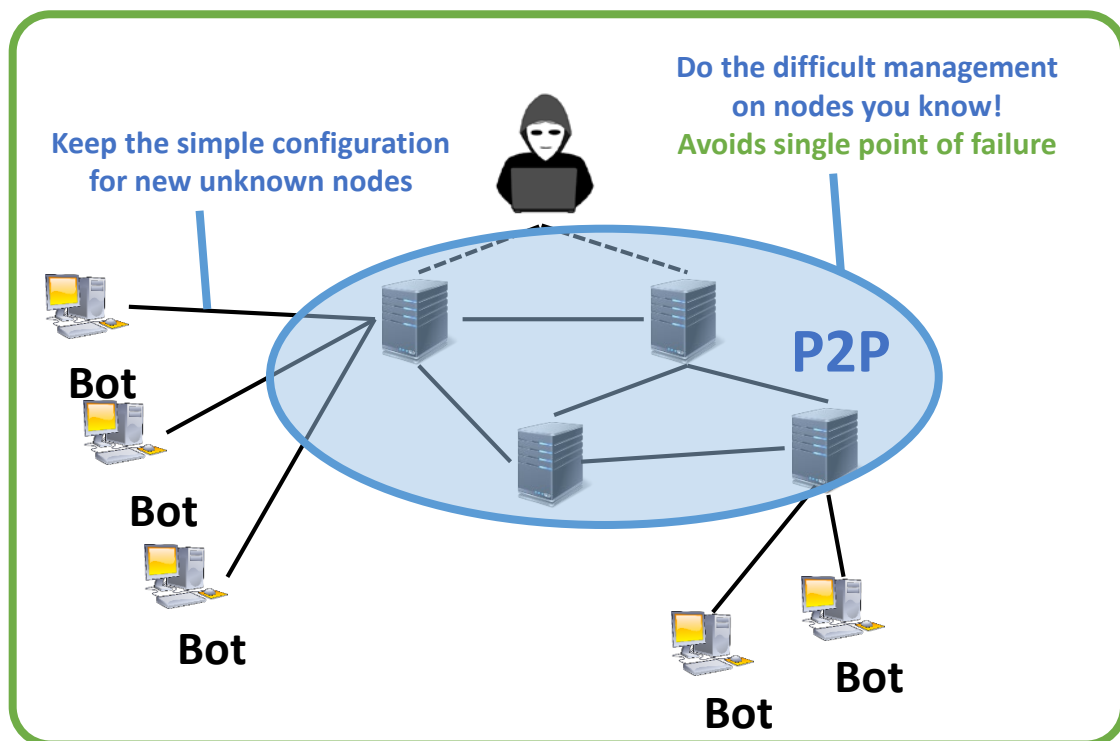 Do the difficult management
on nodes you know!
Avoids single point of failure
Keep the simple configuration
for new unknown nodes
P2P
Bot
Bot
Bot
Bot
Bot